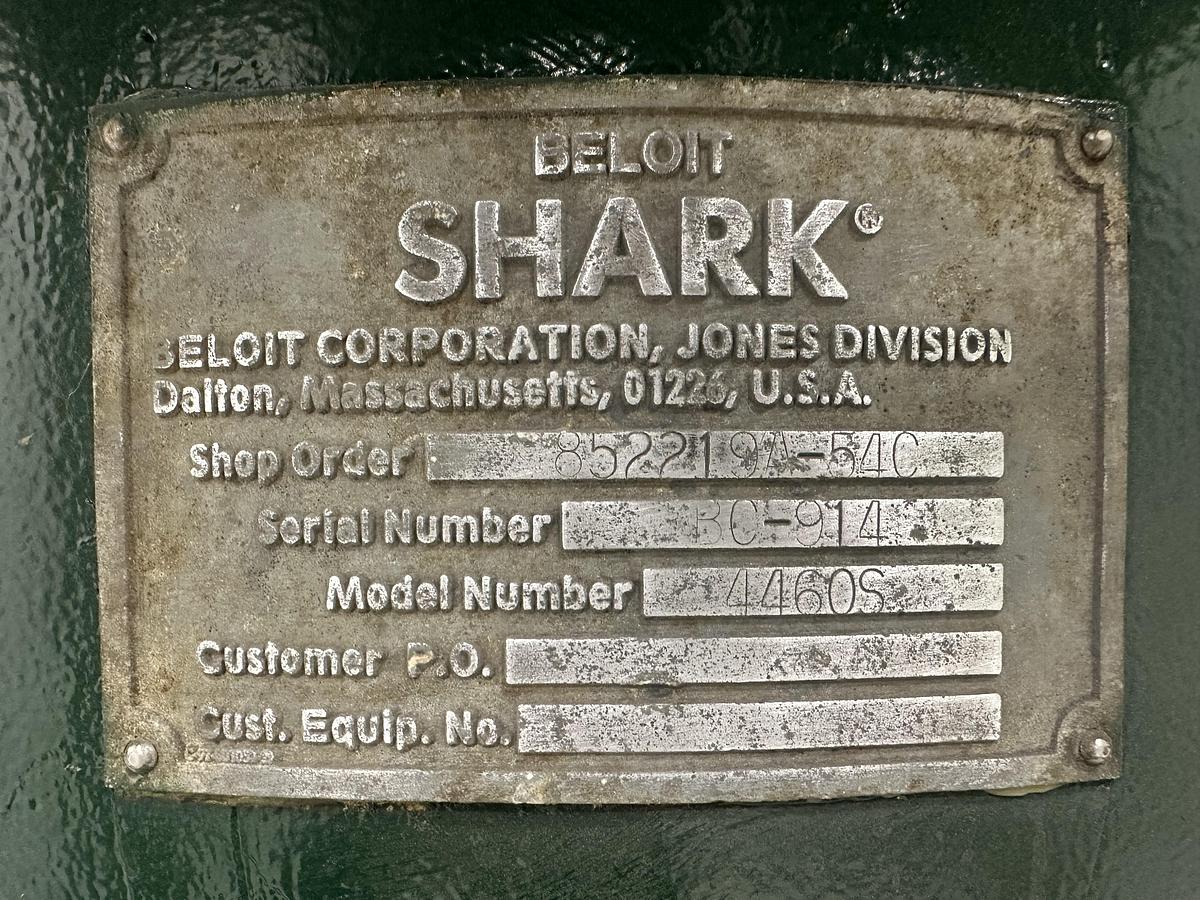 BELOIT
SHARK®
BELOIT CORPORATION, JONES DIVISION
Dalton, Massachusetts, 01226, U.S.A.
Shop Order 852219A-54C
Serial Number BC-914
Model Number 4460S
Customer P.O.
Cust. Equip. No.